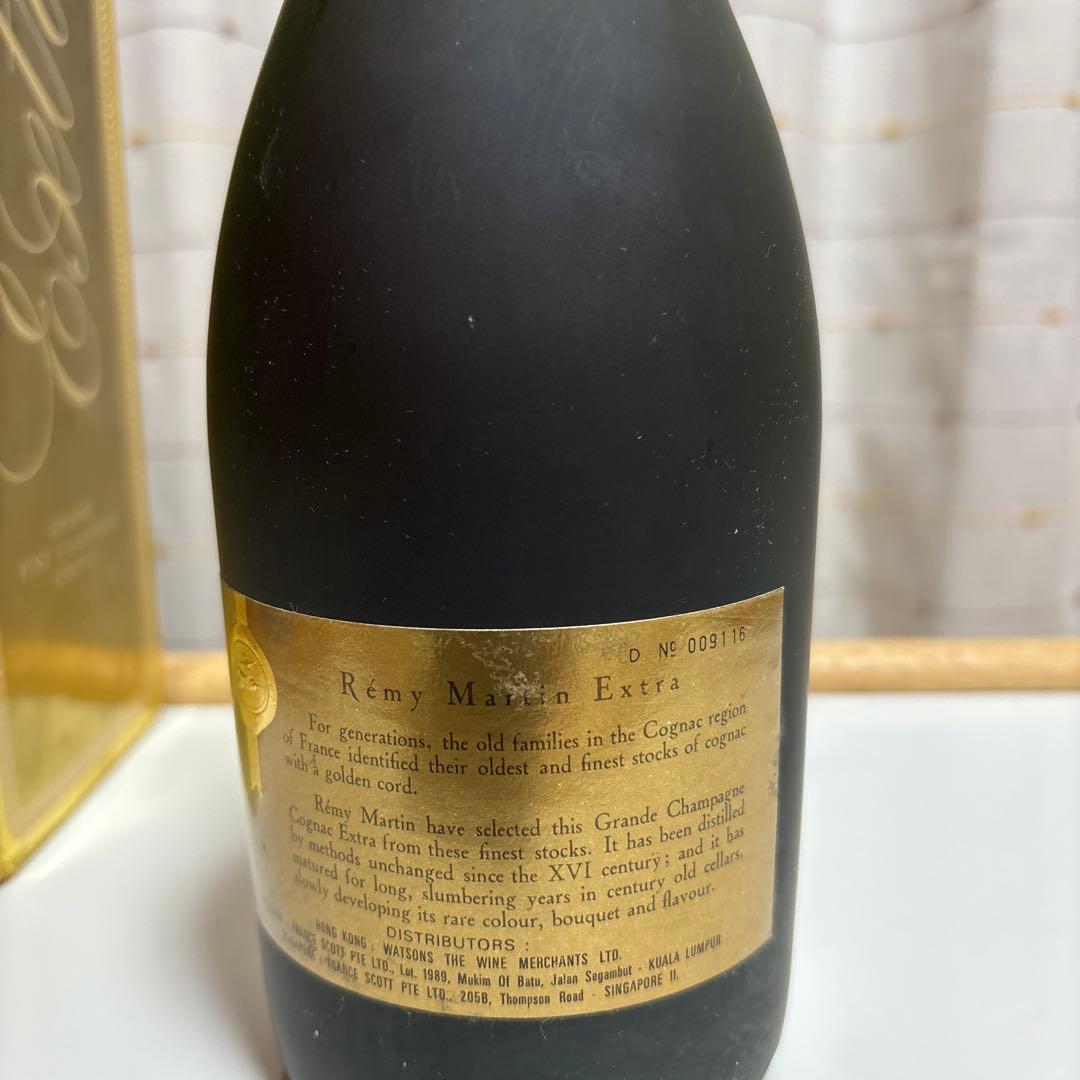 D Nº 009116
Rémy Martin Extra
For generations, the old families in the Cognac region
of France identified their oldest and finest stocks of cognac
with a golden cord.
Rémy Martin have selected this Grande Champagne
Cognac Extra from these finest stocks. It has been distilled
by methods unchanged since the XVI century; and it has
matured for long, slumbering years in century old cellars,
slowly developing its rare colour, bouquet and flavour.
DISTRIBUTORS :
HONG KONG : WATSONS THE WINE MERCHANTS LTD.
FRANCE SCOTT PTE LTD., Lot. 1989, Mukim Of Batu, Jalan Segambut - KUALA LUMPUR
SINGAPORE : FRANCE SCOTT PTE LTD., 205B, Thompson Road - SINGAPORE 11.